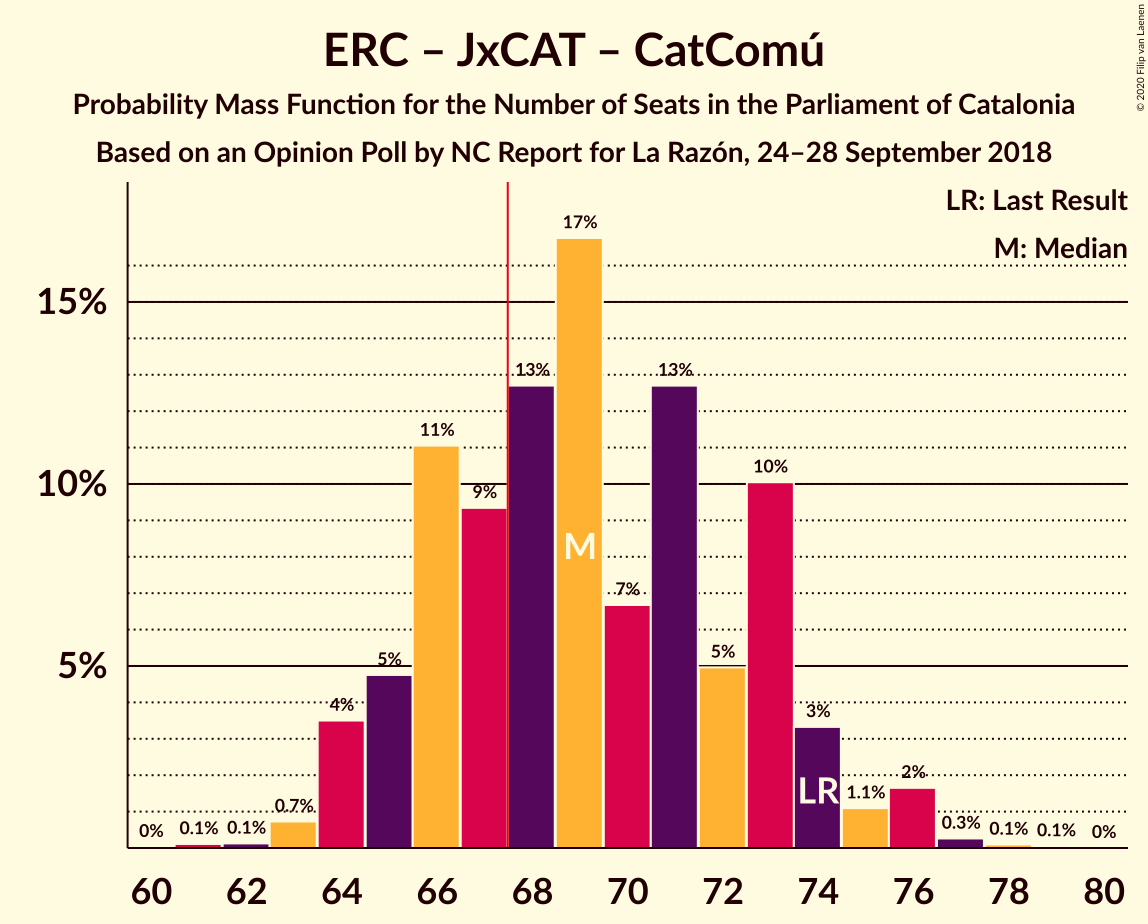 ERC – JxCAT – CatComú
Probability Mass Function for the Number of Seats in the Parliament of Catalonia
Based on an Opinion Poll by NC Report for La Razón, 24–28 September 2018
© 2020 Filip van Laenen
LR: Last Result
M: Median
15%
10%
5%
0%
0.1%
0.1%
0.7%
4%
5%
11%
9%
13%
17%
7%
13%
5%
10%
3%
1.1%
2%
0.3%
0.1%
0.1%
0%
M
LR
60 62 64 66 68 70 72 74 76 78 80